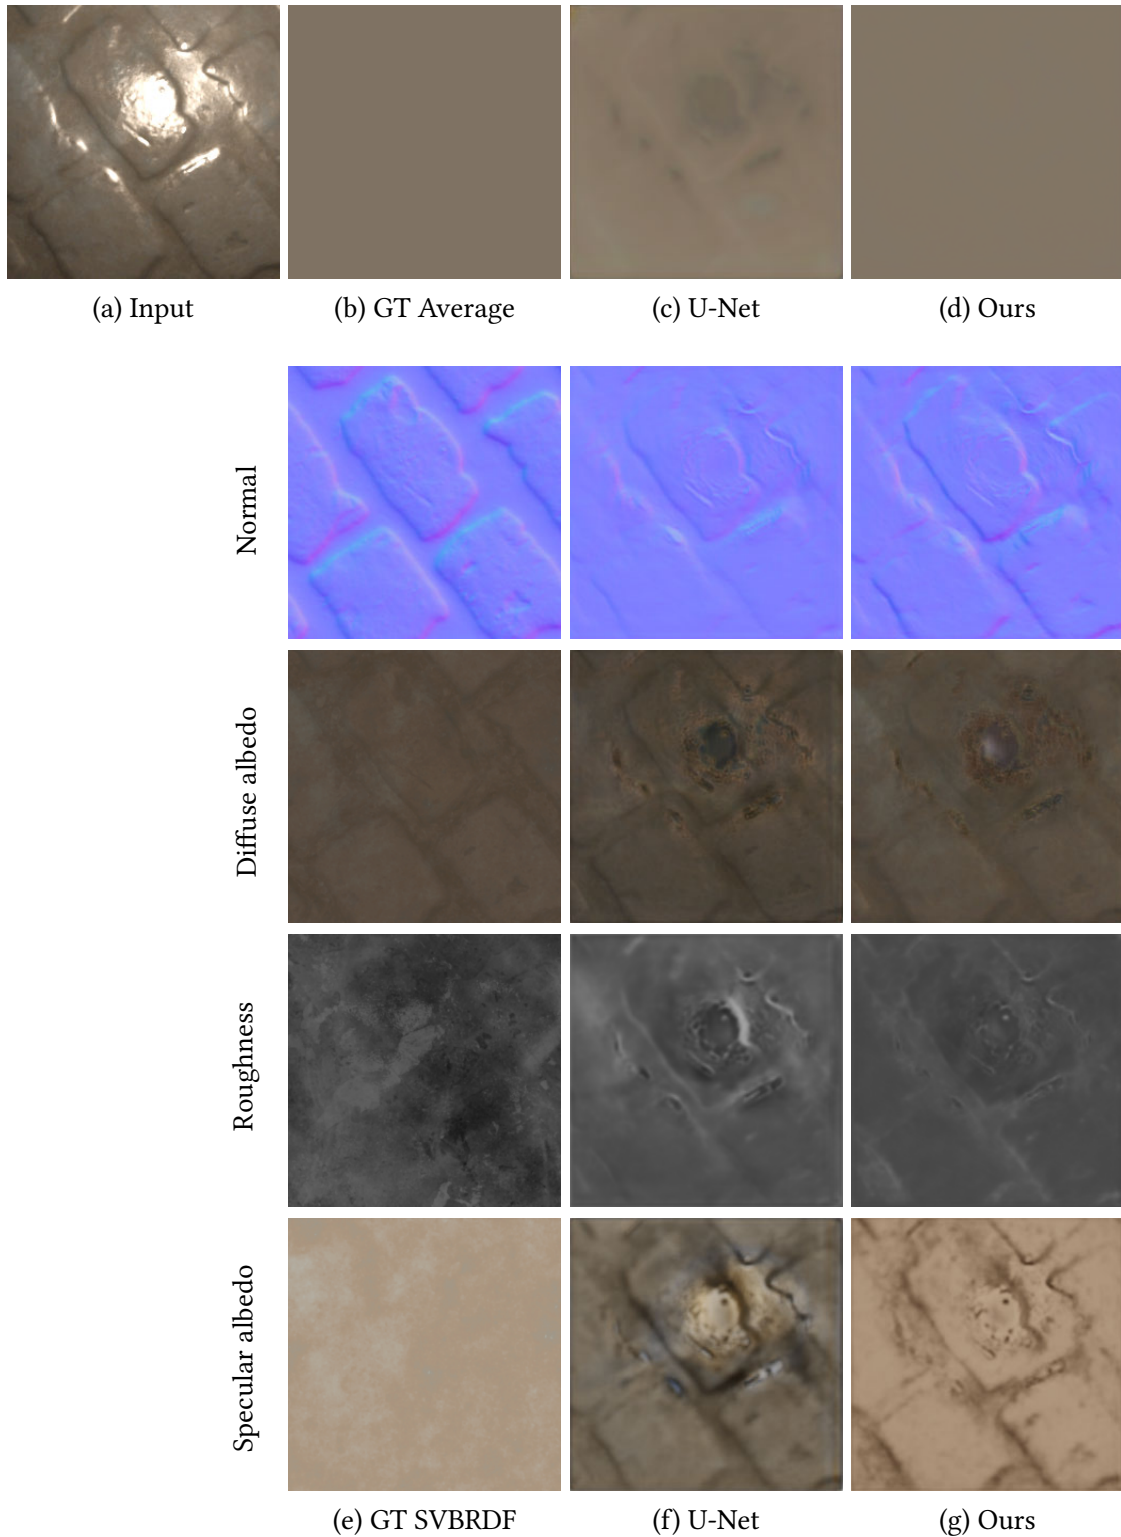 (a) Input
(b) GT Average
(c) U-Net
(d) Ours
Normal
Diffuse albedo
Roughness
Specular albedo
(e) GT SVBRDF
(f) U-Net
(g) Ours